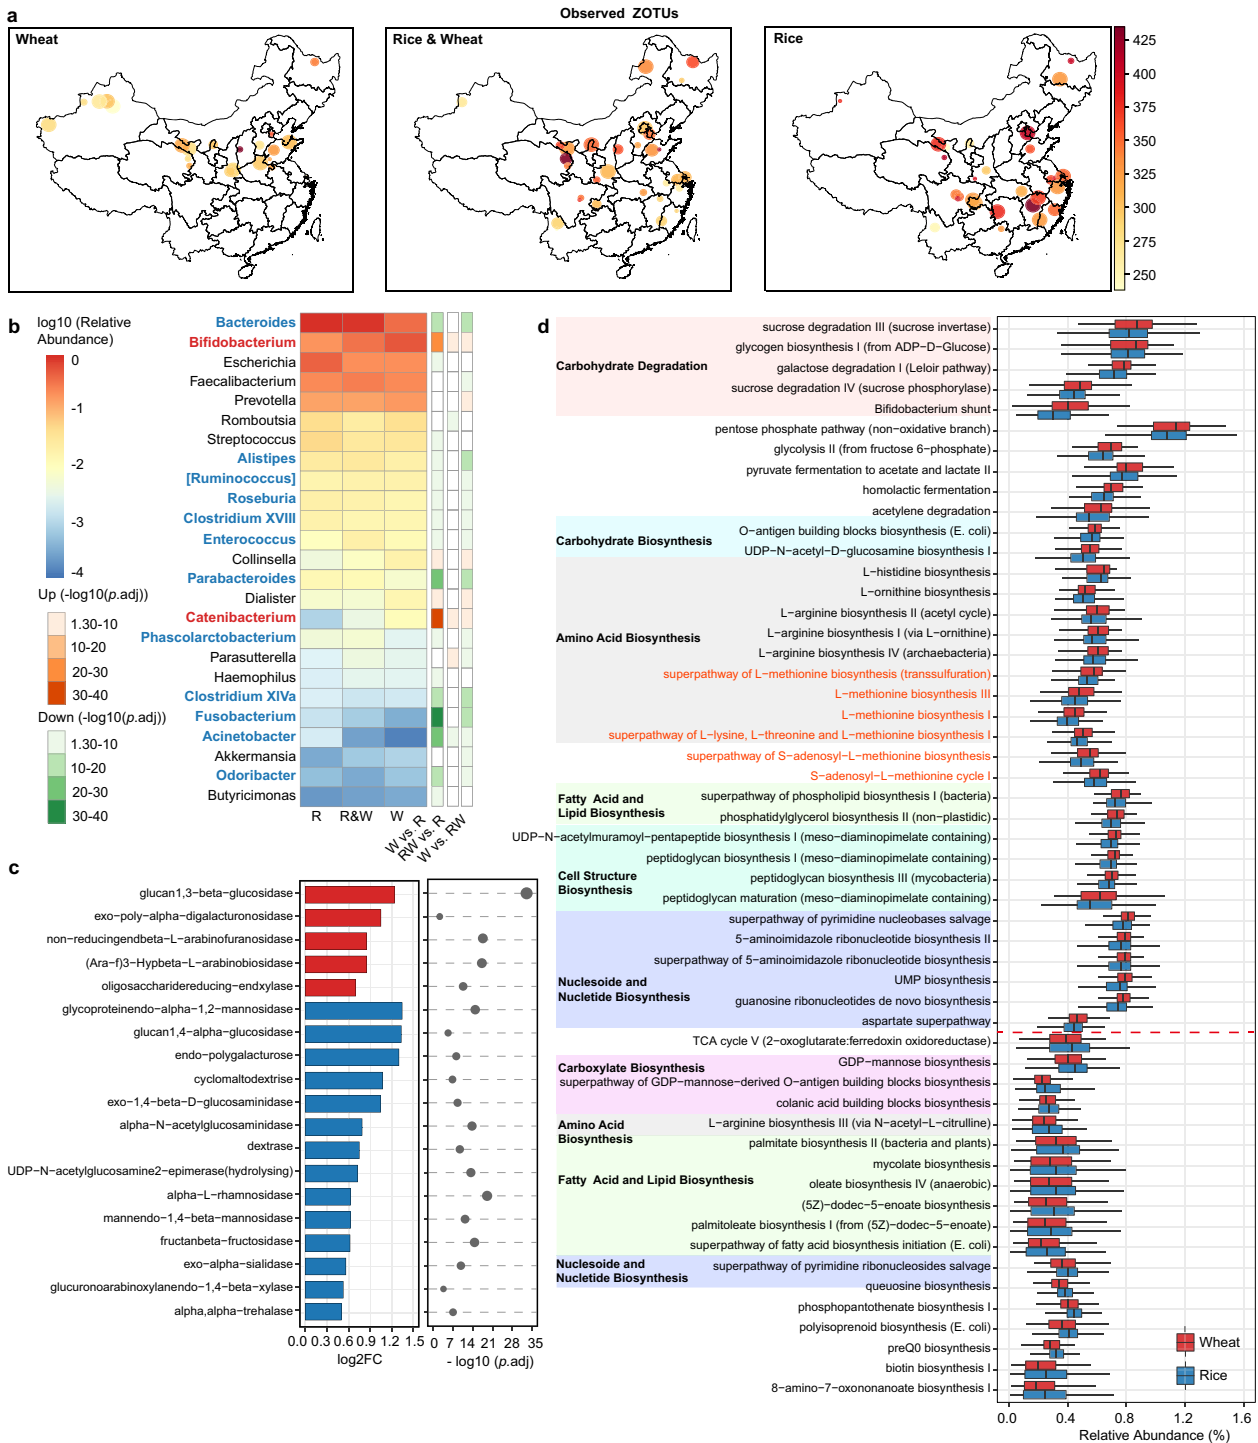 a
Observed ZOTUs
Wheat
Rice & Wheat
Rice
425
400
375
350
325
300
275
250
b
log10 (Relative
Abundance)
0
-1
-2
-3
-4
Up (-log10(p.adj))
1.30-10
10-20
20-30
30-40
Down (-log10(p.adj))
1.30-10
10-20
20-30
30-40
Bacteroides
Bifidobacterium
Escherichia
Faecalibacterium
Prevotella
Romboutsia
Streptococcus
Alistipes
[Ruminococcus]
Roseburia
Clostridium XVIII
Enterococcus
Collinsella
Parabacteroides
Dialister
Catenibacterium
Phascolarctobacterium
Parasutterella
Haemophilus
Clostridium XIVa
Fusobacterium
Acinetobacter
Akkermansia
Odoribacter
Butyricimonas
R R&W W
W vs. R
RW vs. R
W vs. RW
c
glucan1,3−beta−glucosidase
exo−poly−alpha−digalacturonosidase
non−reducingendbeta−L−arabinofuranosidase
(Ara−f)3−Hypbeta−L−arabinobiosidase
oligosaccharidereducing−endxylase
glycoproteinendo−alpha−1,2−mannosidase
glucan1,4−alpha−glucosidase
endo−polygalacturose
cyclomaltodextrise
exo−1,4−beta−D−glucosaminidase
alpha−N−acetylglucosaminidase
dextrase
UDP−N−acetylglucosamine2−epimerase(hydrolysing)
alpha−L−rhamnosidase
mannendo−1,4−beta−mannosidase
fructanbeta−fructosidase
exo−alpha−sialidase
glucuronoarabinoxylanendo−1,4−beta−xylase
alpha,alpha−trehalase
0.0 0.3 0.6 0.9 1.2 1.5
log2FC
0 7 14 21 28 35
- log10 (p.adj)
d
Carbohydrate Degradation
sucrose degradation III (sucrose invertase)
glycogen biosynthesis I (from ADP−D−Glucose)
galactose degradation I (Leloir pathway)
sucrose degradation IV (sucrose phosphorylase)
Bifidobacterium shunt
pentose phosphate pathway (non−oxidative branch)
glycolysis II (from fructose 6−phosphate)
pyruvate fermentation to acetate and lactate II
homolactic fermentation
acetylene degradation
Carbohydrate Biosynthesis
O−antigen building blocks biosynthesis (E. coli)
UDP−N−acetyl−D−glucosamine biosynthesis I
Amino Acid Biosynthesis
L−histidine biosynthesis
L−ornithine biosynthesis
L−arginine biosynthesis II (acetyl cycle)
L−arginine biosynthesis I (via L−ornithine)
L−arginine biosynthesis IV (archaebacteria)
superpathway of L−methionine biosynthesis (transsulfuration)
L−methionine biosynthesis III
L−methionine biosynthesis I
superpathway of L−lysine, L−threonine and L−methionine biosynthesis I
superpathway of S−adenosyl−L−methionine biosynthesis
S−adenosyl−L−methionine cycle I
Fatty Acid and
Lipid Biosynthesis
superpathway of phospholipid biosynthesis I (bacteria)
phosphatidylglycerol biosynthesis II (non−plastidic)
Cell Structure
Biosynthesis
UDP−N−acetylmuramoyl−pentapeptide biosynthesis I (meso−diaminopimelate containing)
peptidoglycan biosynthesis I (meso−diaminopimelate containing)
peptidoglycan biosynthesis III (mycobacteria)
peptidoglycan maturation (meso−diaminopimelate containing)
Nuclesoide and
Nucletide Biosynthesis
superpathway of pyrimidine nucleobases salvage
5−aminoimidazole ribonucleotide biosynthesis II
superpathway of 5−aminoimidazole ribonucleotide biosynthesis
UMP biosynthesis
guanosine ribonucleotides de novo biosynthesis
aspartate superpathway
TCA cycle V (2−oxoglutarate:ferredoxin oxidoreductase)
Carboxylate Biosynthesis
GDP−mannose biosynthesis
superpathway of GDP−mannose−derived O−antigen building blocks biosynthesis
colanic acid building blocks biosynthesis
Amino Acid
Biosynthesis
L−arginine biosynthesis III (via N−acetyl−L−citrulline)
palmitate biosynthesis II (bacteria and plants)
Fatty Acid and Lipid Biosynthesis
mycolate biosynthesis
oleate biosynthesis IV (anaerobic)
(5Z)−dodec−5−enoate biosynthesis
palmitoleate biosynthesis I (from (5Z)−dodec−5−enoate)
superpathway of fatty acid biosynthesis initiation (E. coli)
Nuclesoide and
Nucletide Biosynthesis
superpathway of pyrimidine ribonucleosides salvage
queuosine biosynthesis
phosphopantothenate biosynthesis I
polyisoprenoid biosynthesis (E. coli)
preQ0 biosynthesis
biotin biosynthesis I
8−amino−7−oxononanoate biosynthesis I
Wheat
Rice
0.0 0.4 0.8 1.2 1.6
Relative Abundance (%)